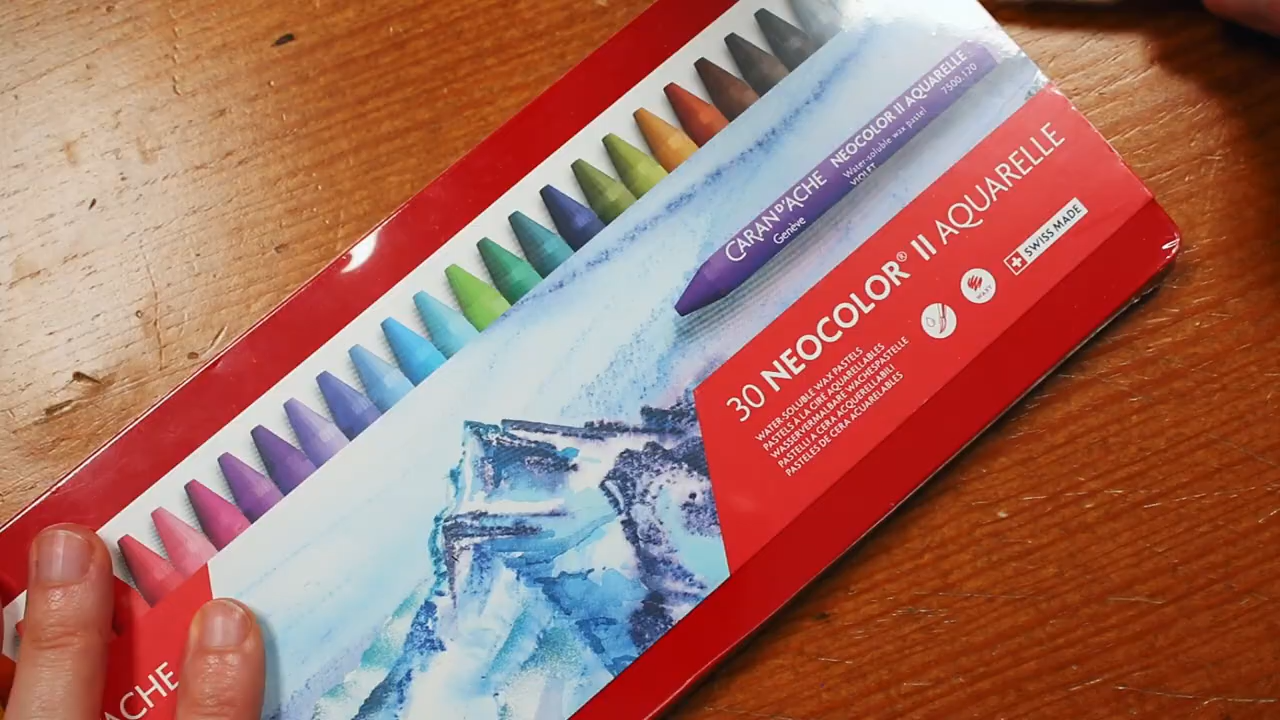 CARAN D'ACHE NEOCOLOR II AQUARELLE
Genève Water-soluble wax pastel 7500.120
VIOLET
30 NEOCOLOR® II AQUARELLE
WATER-SOLUBLE WAX PASTELS
PASTELS À LA CIRE AQUARELLABLES
WASSERVERMALBARE WACHSPASTELLE
PASTELLI A CERA ACQUERELLABILI
PASTELES DE CERA ACUARELABLES
WAXY
SWISS MADE
ACHE